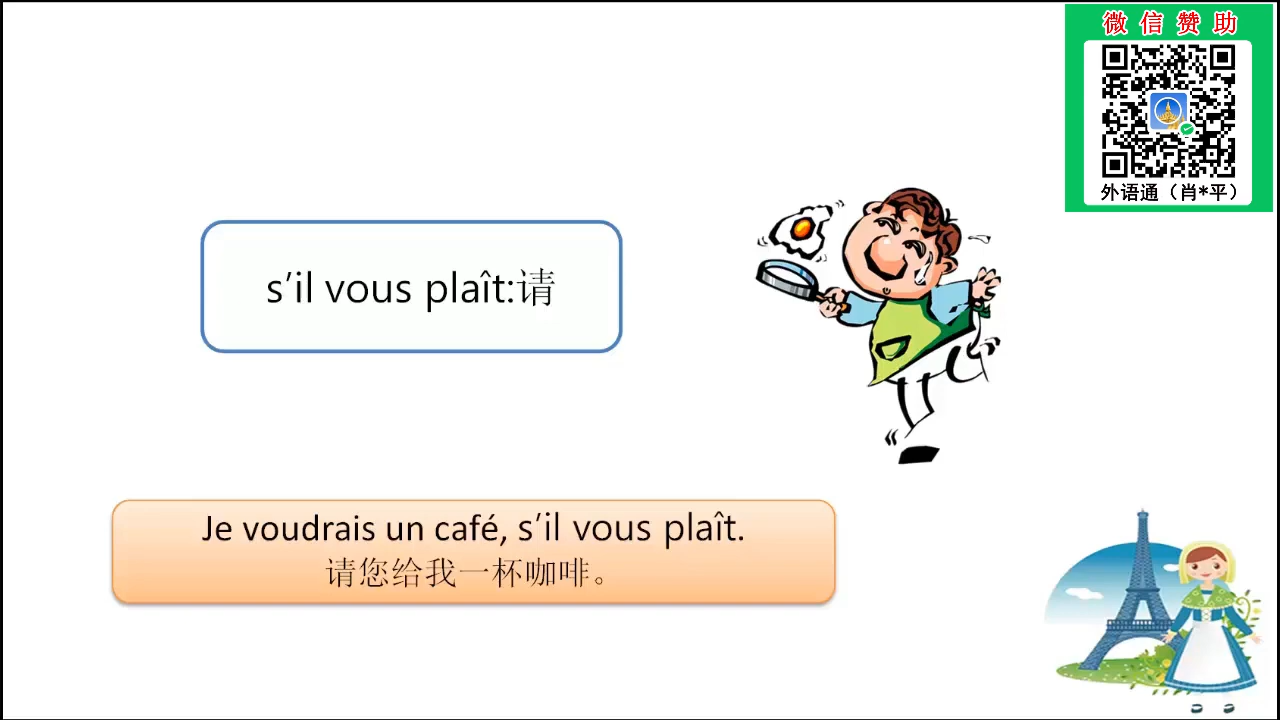 微信赞助
外语通（肖*平）
s'il vous plaît:请
Je voudrais un café, s'il vous plaît.
请您给我一杯咖啡。